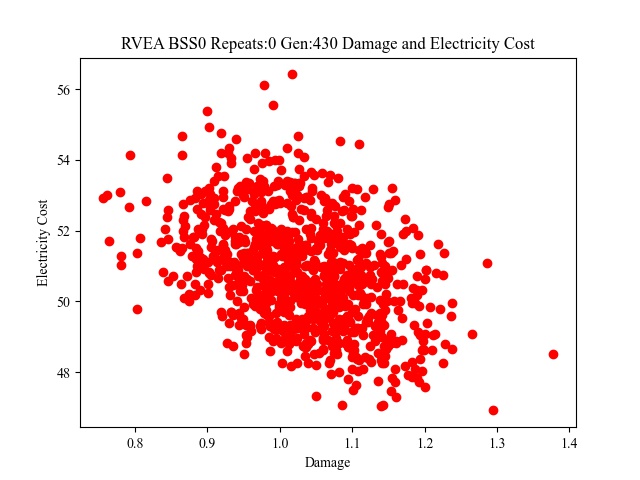 RVEA BSS0 Repeats:0 Gen:430 Damage and Electricity Cost
56
54
52
50
48
Electricity Cost
0.8 0.9 1.0 1.1 1.2 1.3 1.4
Damage